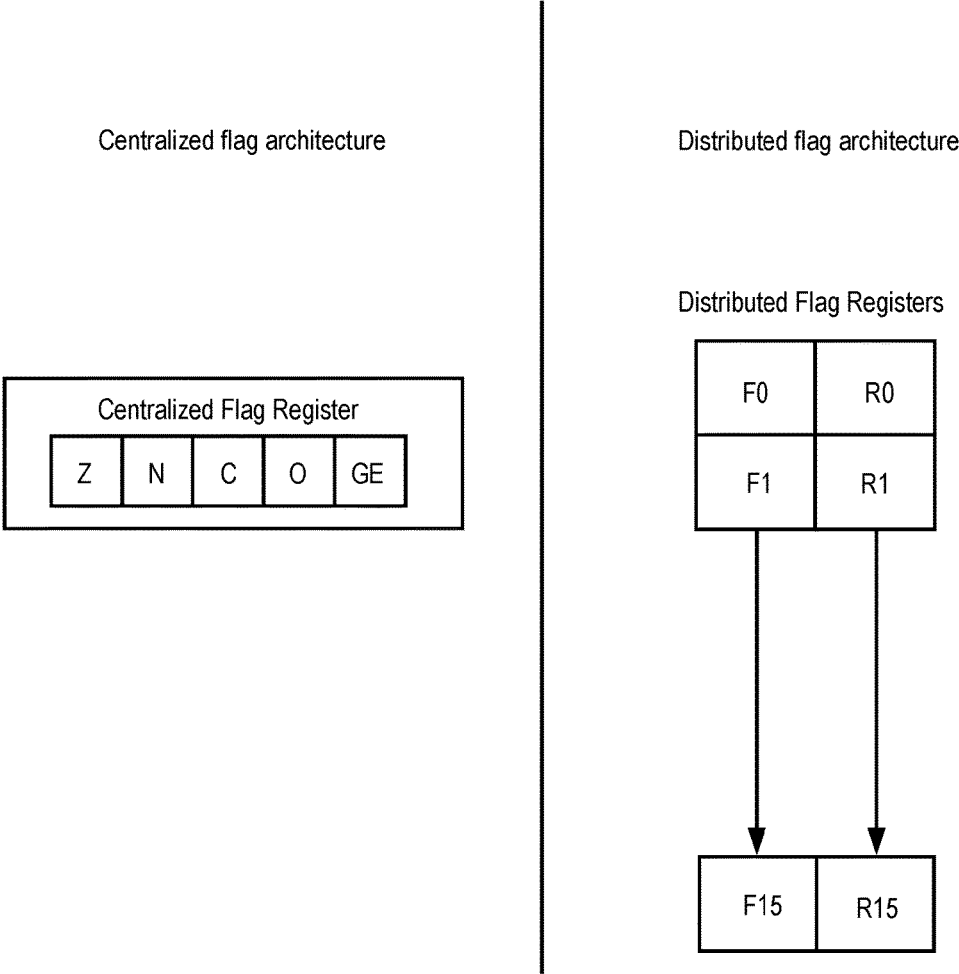 Centralized flag architecture
Centralized Flag Register
Z N C O GE
Distributed flag architecture
Distributed Flag Registers
F0 R0
F1 R1
F15 R15